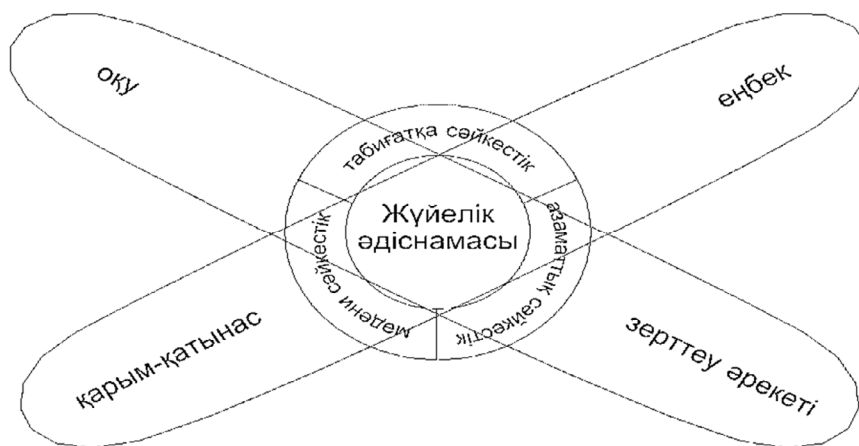 оқу
еңбек
табиғатқа сәйкестік
Жүйелік
әдіснамасы
мәдени сәйкестік
азаматтық сәйкестік
қарым-қатынас
зерттеу әрекеті